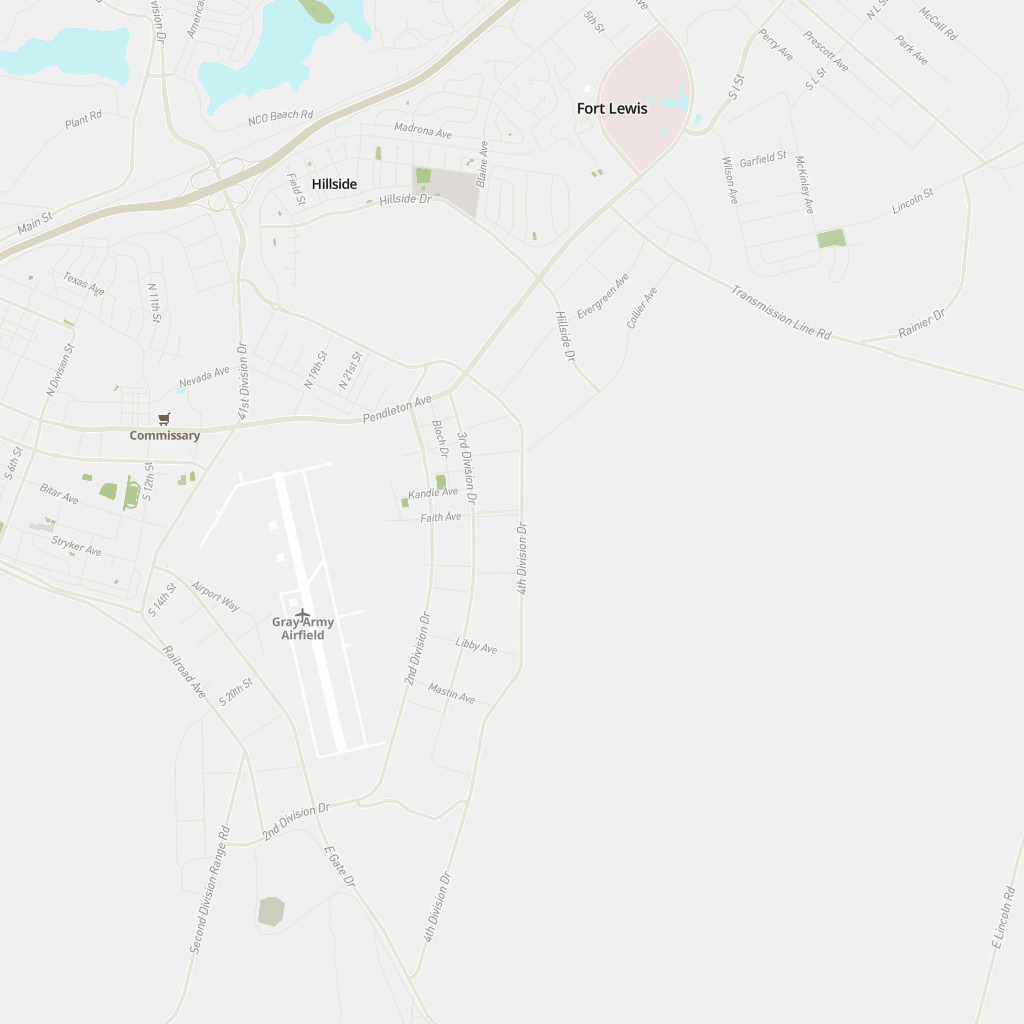 Division Dr
American
5th St
Ave
N L St
McCall Rd
Perry Ave
Prescott Ave
Park Ave
S L St
S I St
Plant Rd
NCO Beach Rd
Fort Lewis
Madrona Ave
Blaine Ave
Garfield St
Wilson Ave
McKinley Ave
Hillside
Field St
Hillside Dr
Lincoln St
Main St
Texas Ave
N 11th St
Evergreen Ave
Collier Ave
Transmission Line Rd
Rainier Dr
Hillside Dr
N Division St
Nevada Ave
41st Division Dr
N 19th St
N 21st St
Pendleton Ave
Commissary
Bloch Dr
3rd Division Dr
S 6th St
S 12th St
Bitar Ave
Kandle Ave
Faith Ave
Stryker Ave
4th Division Dr
S 14th St
Airport Way
Gray Army
Airfield
2nd Division Dr
Libby Ave
Railroad Ave
S 20th St
Mastin Ave
2nd Division Dr
Second Division Range Rd
E Gate Dr
4th Division Dr
E Lincoln Rd